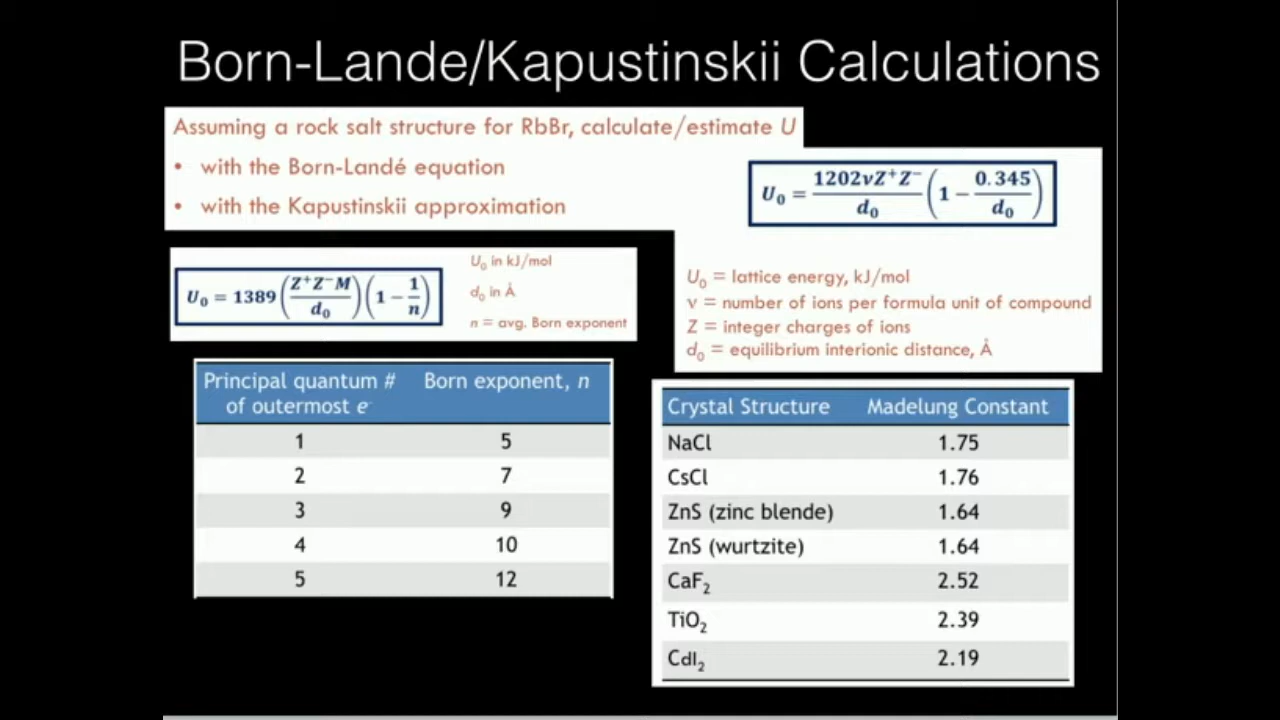 Born-Lande/Kapustinskii Calculations
Assuming a rock salt structure for RbBr, calculate/estimate U
• with the Born-Landé equation
• with the Kapustinskii approximation
U₀ = 1202νZ⁺Z⁻/d₀ (1 − 0.345/d₀)
U₀ = lattice energy, kJ/mol
ν = number of ions per formula unit of compound
Z = integer charges of ions
d₀ = equilibrium interionic distance, Å
U₀ = 1389 (Z⁺Z⁻M/d₀)(1 − 1/n)
U₀ in kJ/mol
d₀ in Å
n = avg. Born exponent
Principal quantum # of outermost e⁻ Born exponent, n
1 5
2 7
3 9
4 10
5 12
Crystal Structure Madelung Constant
NaCl 1.75
CsCl 1.76
ZnS (zinc blende) 1.64
ZnS (wurtzite) 1.64
CaF₂ 2.52
TiO₂ 2.39
CdI₂ 2.19